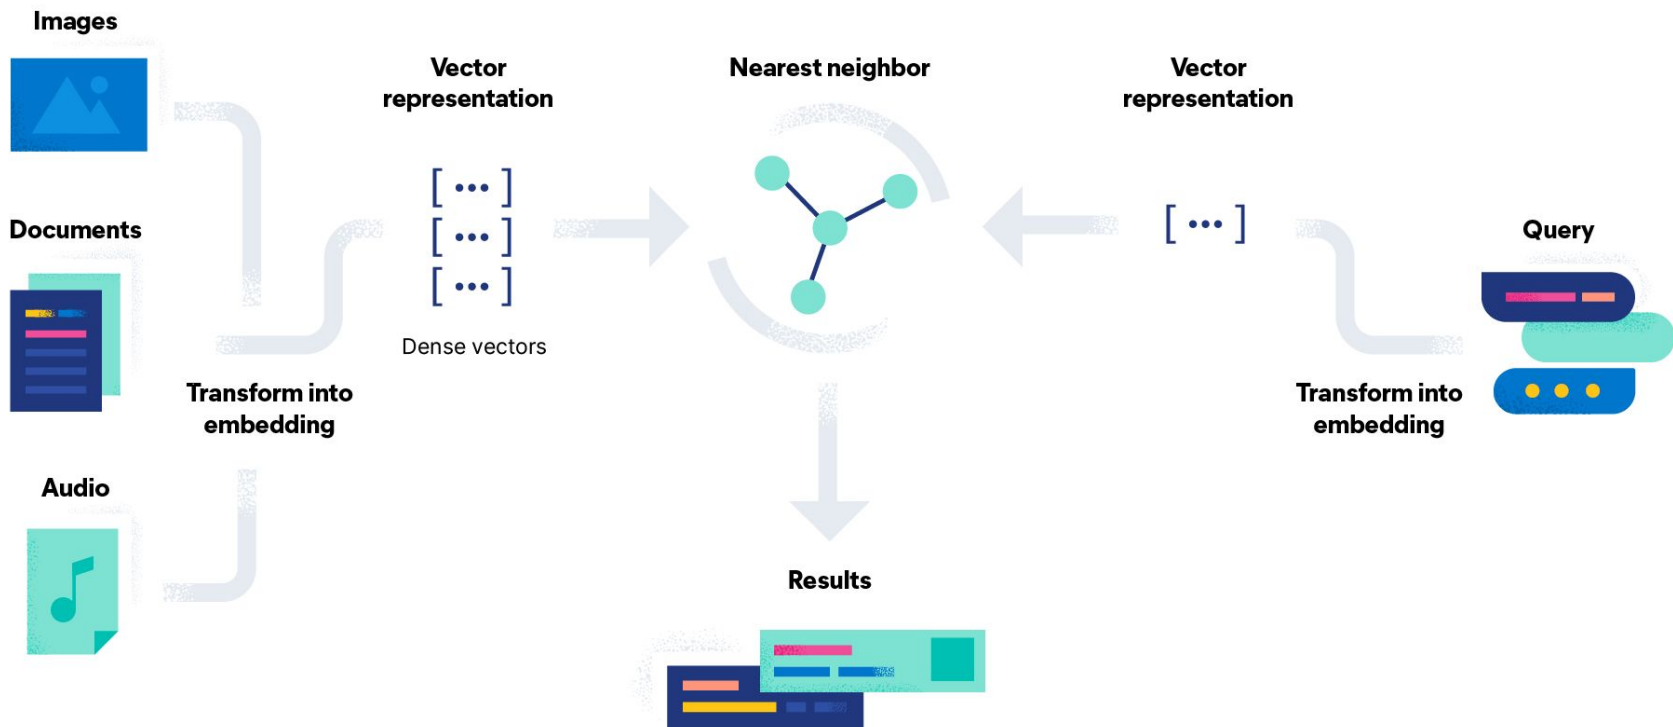 Images
Vector
representation
Nearest neighbor
Vector
representation
Documents
Query
Dense vectors
Transform into
embedding
Transform into
embedding
Audio
Results